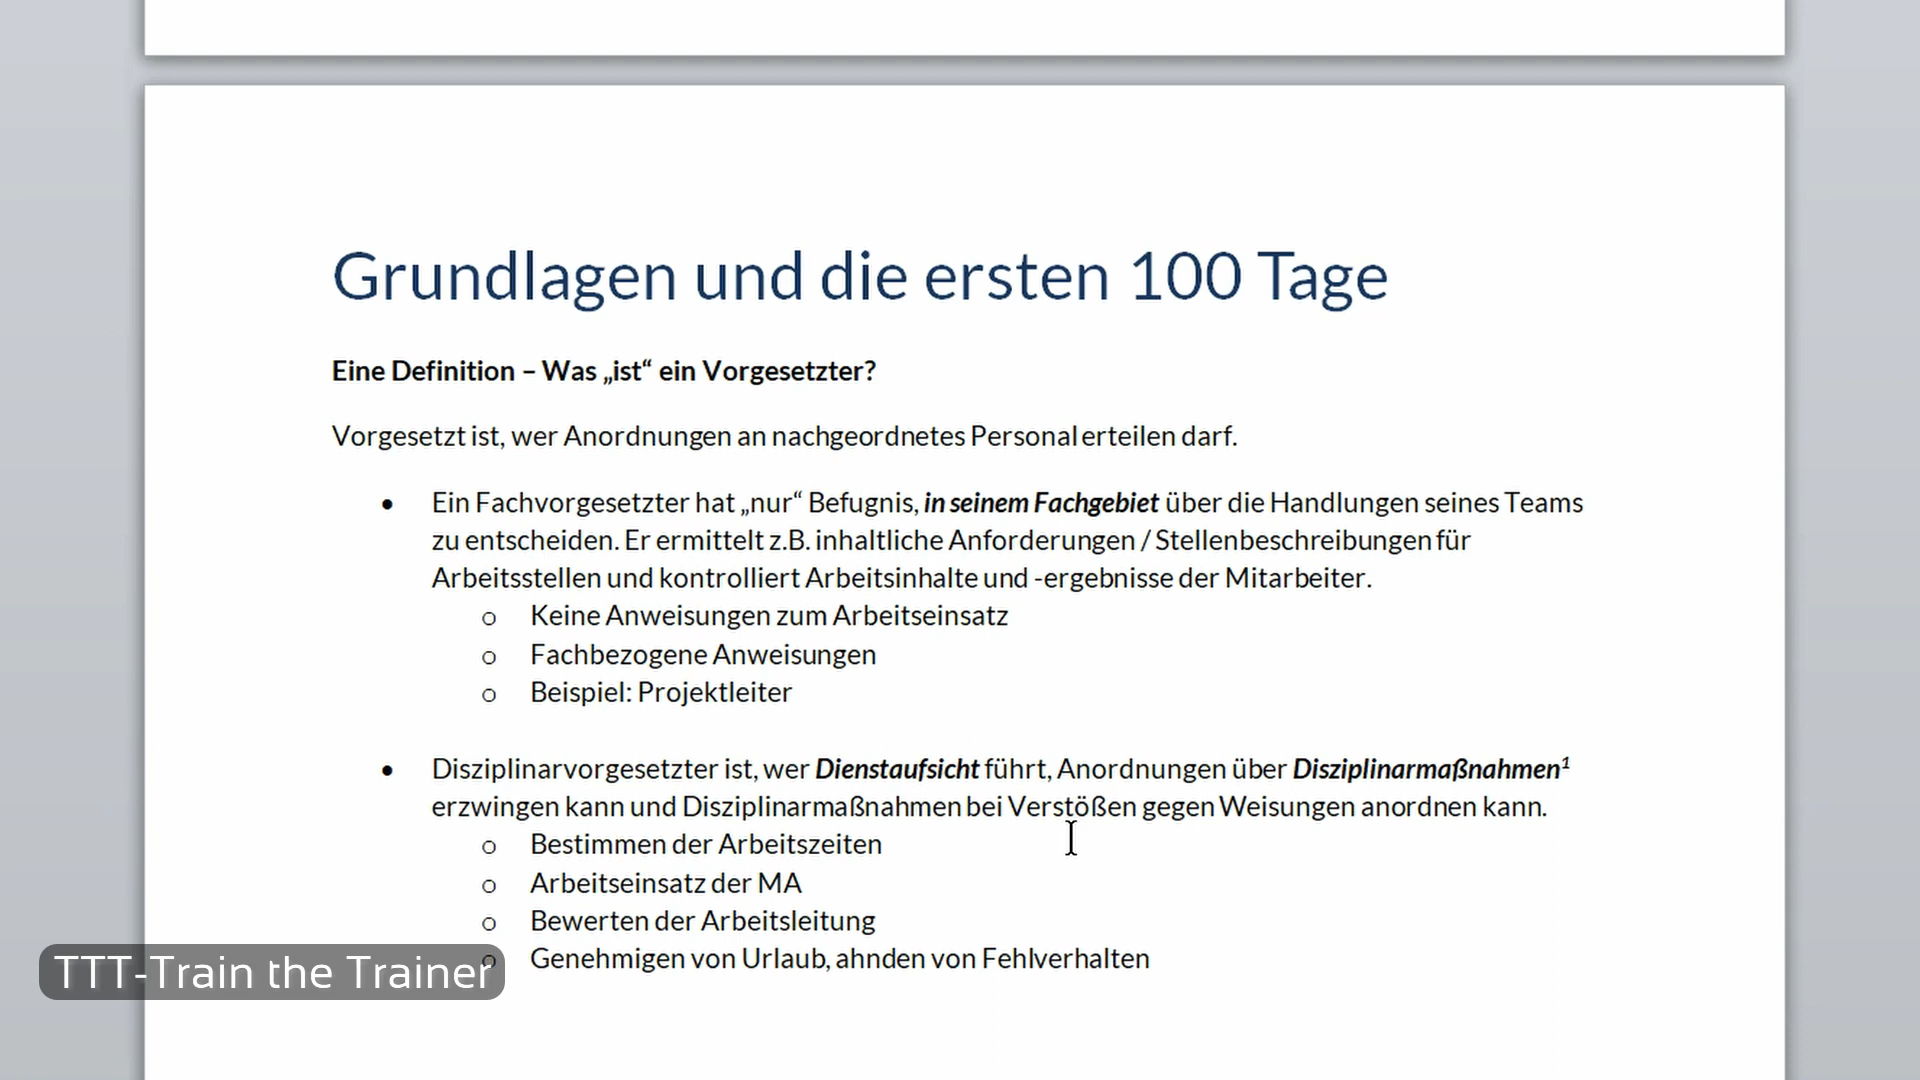 Grundlagen und die ersten 100 Tage
Eine Definition – Was „ist“ ein Vorgesetzter?
Vorgesetzt ist, wer Anordnungen an nachgeordnetes Personal erteilen darf.
• Ein Fachvorgesetzter hat „nur“ Befugnis, in seinem Fachgebiet über die Handlungen seines Teams
zu entscheiden. Er ermittelt z.B. inhaltliche Anforderungen / Stellenbeschreibungen für
Arbeitsstellen und kontrolliert Arbeitsinhalte und -ergebnisse der Mitarbeiter.
o Keine Anweisungen zum Arbeitseinsatz
o Fachbezogene Anweisungen
o Beispiel: Projektleiter
• Disziplinarvorgesetzter ist, wer Dienstaufsicht führt, Anordnungen über Disziplinarmaßnahmen¹
erzwingen kann und Disziplinarmaßnahmen bei Verstößen gegen Weisungen anordnen kann.
o Bestimmen der Arbeitszeiten
o Arbeitseinsatz der MA
o Bewerten der Arbeitsleitung
o Genehmigen von Urlaub, ahnden von Fehlverhalten
TTT-Train the Trainer